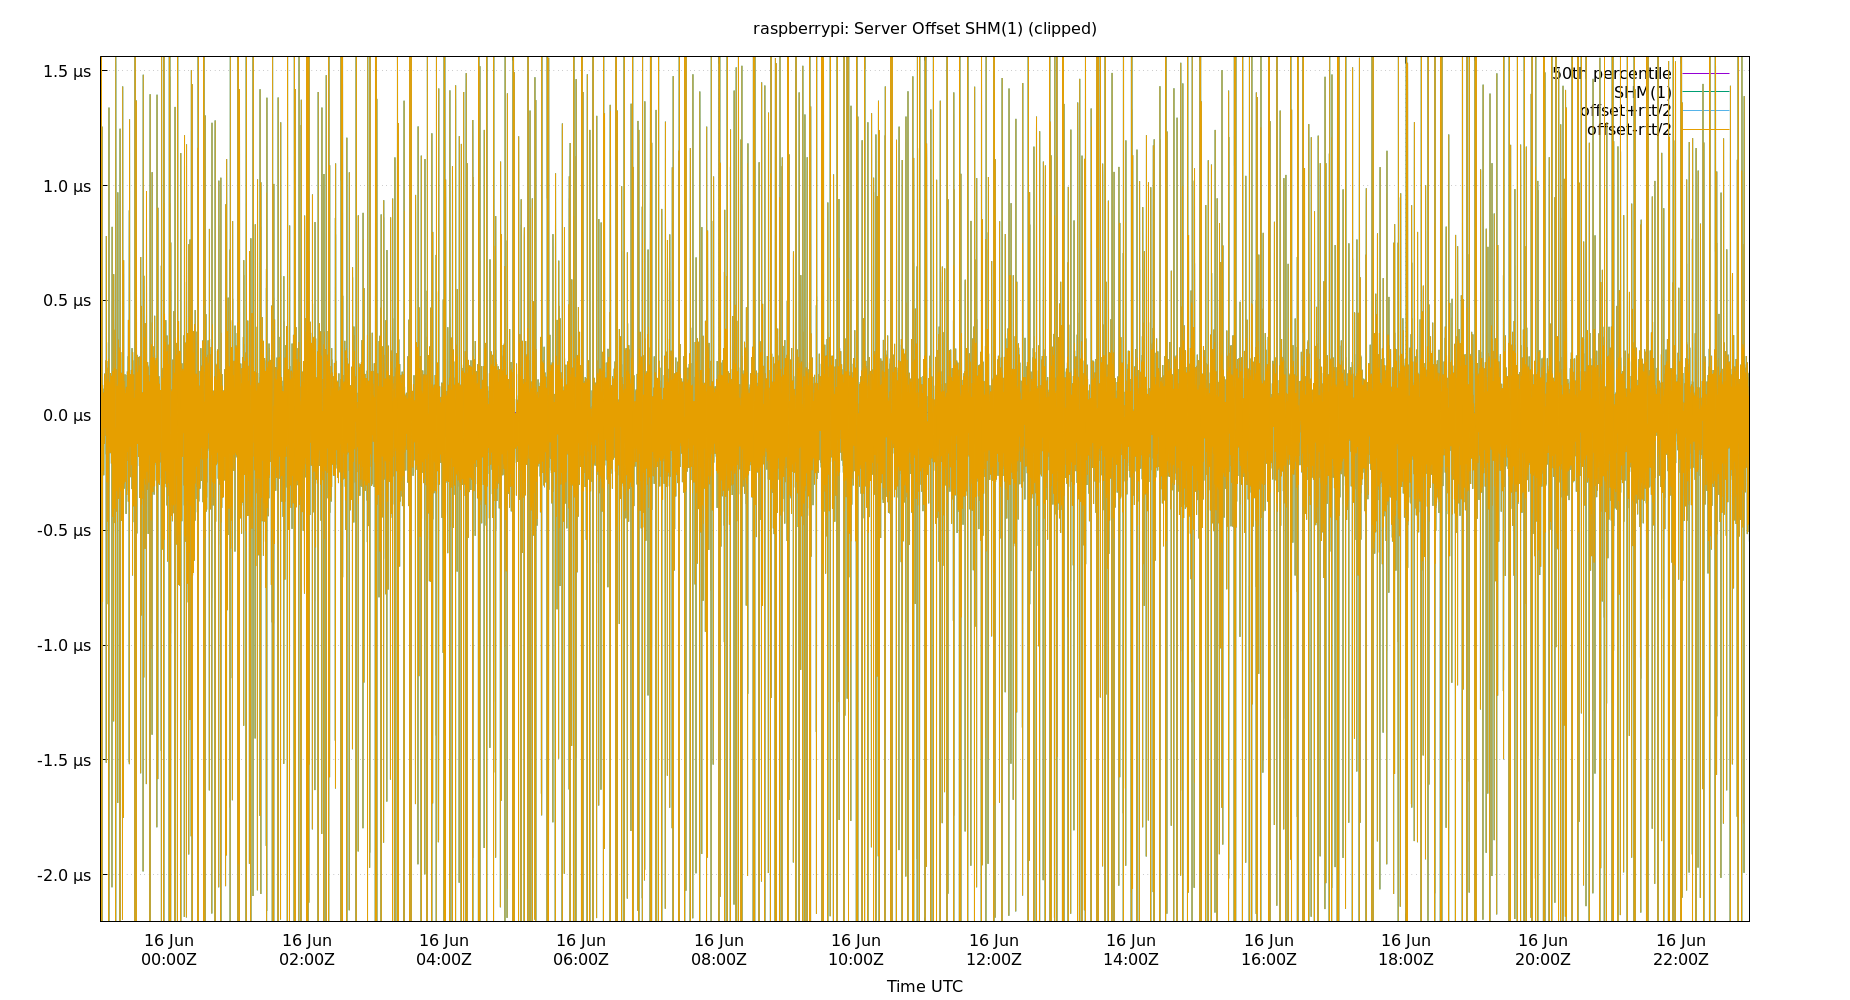 raspberrypi: Server Offset SHM(1) (clipped)
1.5 µs
1.0 µs
0.5 µs
0.0 µs
-0.5 µs
-1.0 µs
-1.5 µs
-2.0 µs
50th percentile
SHM(1)
offset+rtt/2
offset-rtt/2
16 Jun 16 Jun 16 Jun 16 Jun 16 Jun 16 Jun 16 Jun 16 Jun 16 Jun 16 Jun 16 Jun 16 Jun
00:00Z 02:00Z 04:00Z 06:00Z 08:00Z 10:00Z 12:00Z 14:00Z 16:00Z 18:00Z 20:00Z 22:00Z
Time UTC